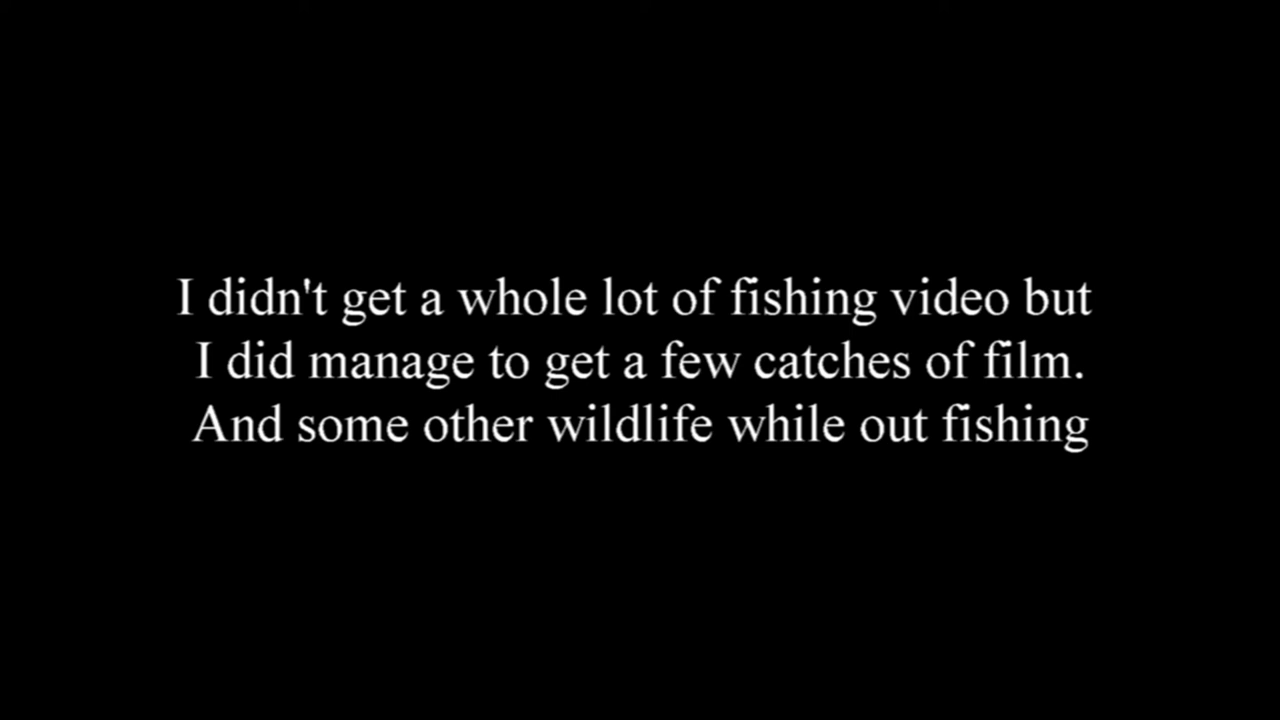 I didn't get a whole lot of fishing video but
I did manage to get a few catches of film.
And some other wildlife while out fishing